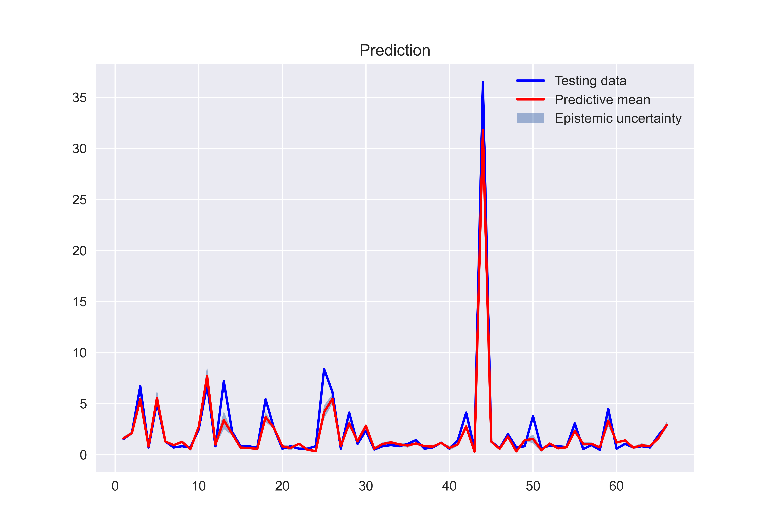 Prediction
Testing data
Predictive mean
Epistemic uncertainty
35
30
25
20
15
10
5
0
0 10 20 30 40 50 60